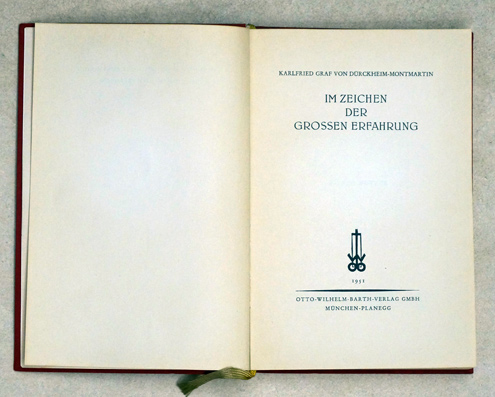 KARLFRIED GRAF VON DÜRCKHEIM-MONTMARTIN
IM ZEICHEN
DER
GROSSEN ERFAHRUNG
1951
OTTO-WILHELM-BARTH-VERLAG GMBH
MÜNCHEN-PLANEGG